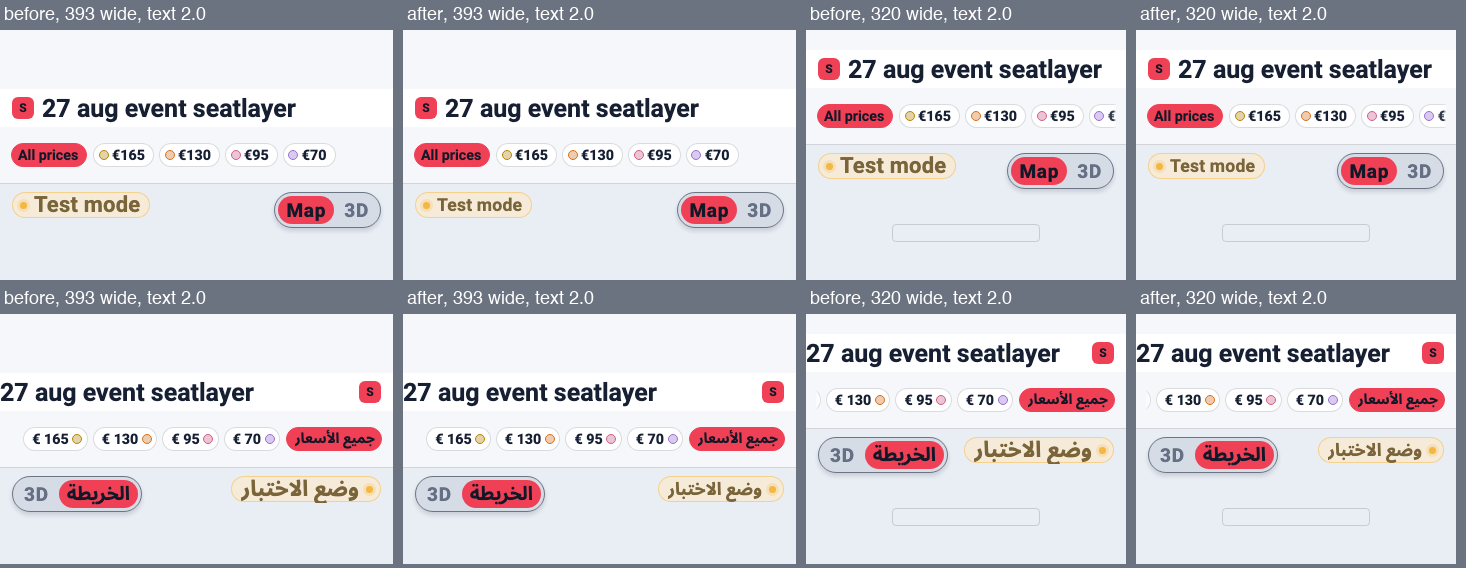 before, 393 wide, text 2.0
S 27 aug event seatlayer
All prices €165 €130 €95 €70
Test mode Map 3D
after, 393 wide, text 2.0
S 27 aug event seatlayer
All prices €165 €130 €95 €70
Test mode Map 3D
before, 320 wide, text 2.0
S 27 aug event seatlayer
All prices €165 €130 €95 €
Test mode Map 3D
after, 320 wide, text 2.0
S 27 aug event seatlayer
All prices €165 €130 €95 €
Test mode Map 3D
before, 393 wide, text 2.0
27 aug event seatlayer S
€ 165 € 130 € 95 € 70 جميع الأسعار
3D الخريطة وضع الاختبار
after, 393 wide, text 2.0
27 aug event seatlayer S
€ 165 € 130 € 95 € 70 جميع الأسعار
3D الخريطة وضع الاختبار
before, 320 wide, text 2.0
27 aug event seatlayer S
€ 130 € 95 € 70 جميع الأسعار
3D الخريطة وضع الاختبار
after, 320 wide, text 2.0
27 aug event seatlayer S
€ 130 € 95 € 70 جميع الأسعار
3D الخريطة وضع الاختبار